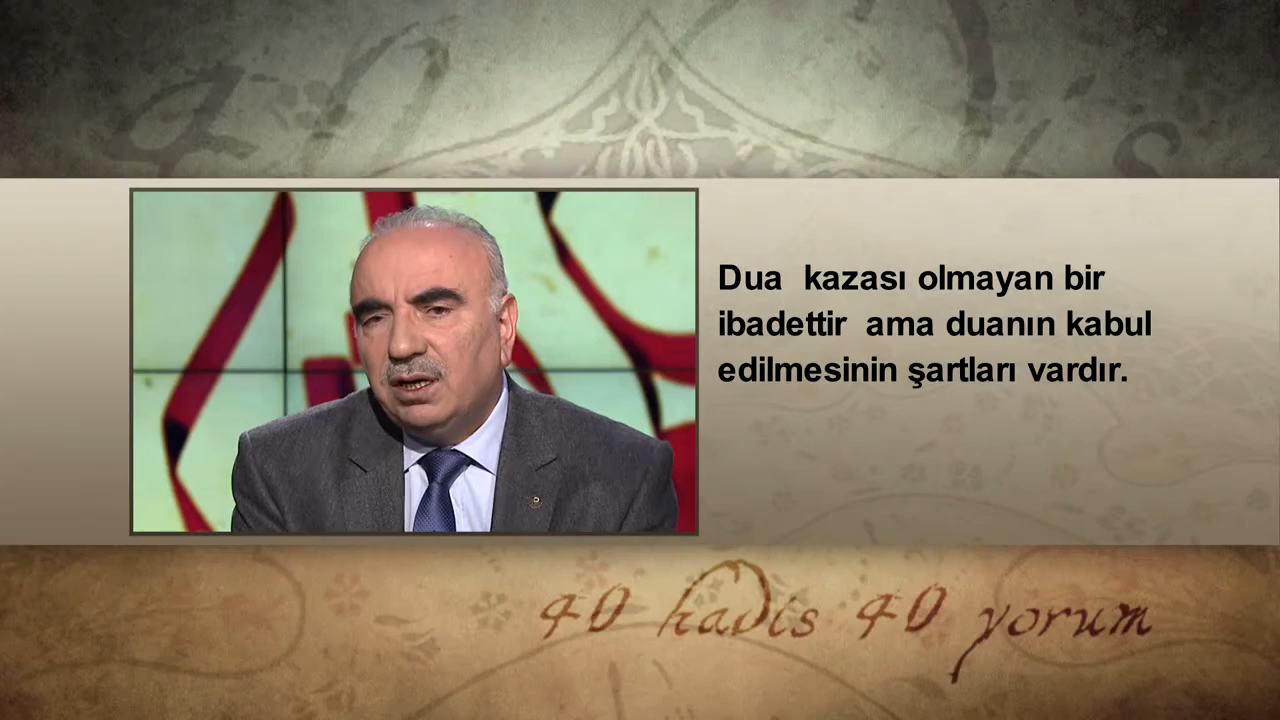 Dua  kazası olmayan bir
ibadettir  ama duanın kabul
edilmesinin şartları vardır.
40 hadis 40 yorum